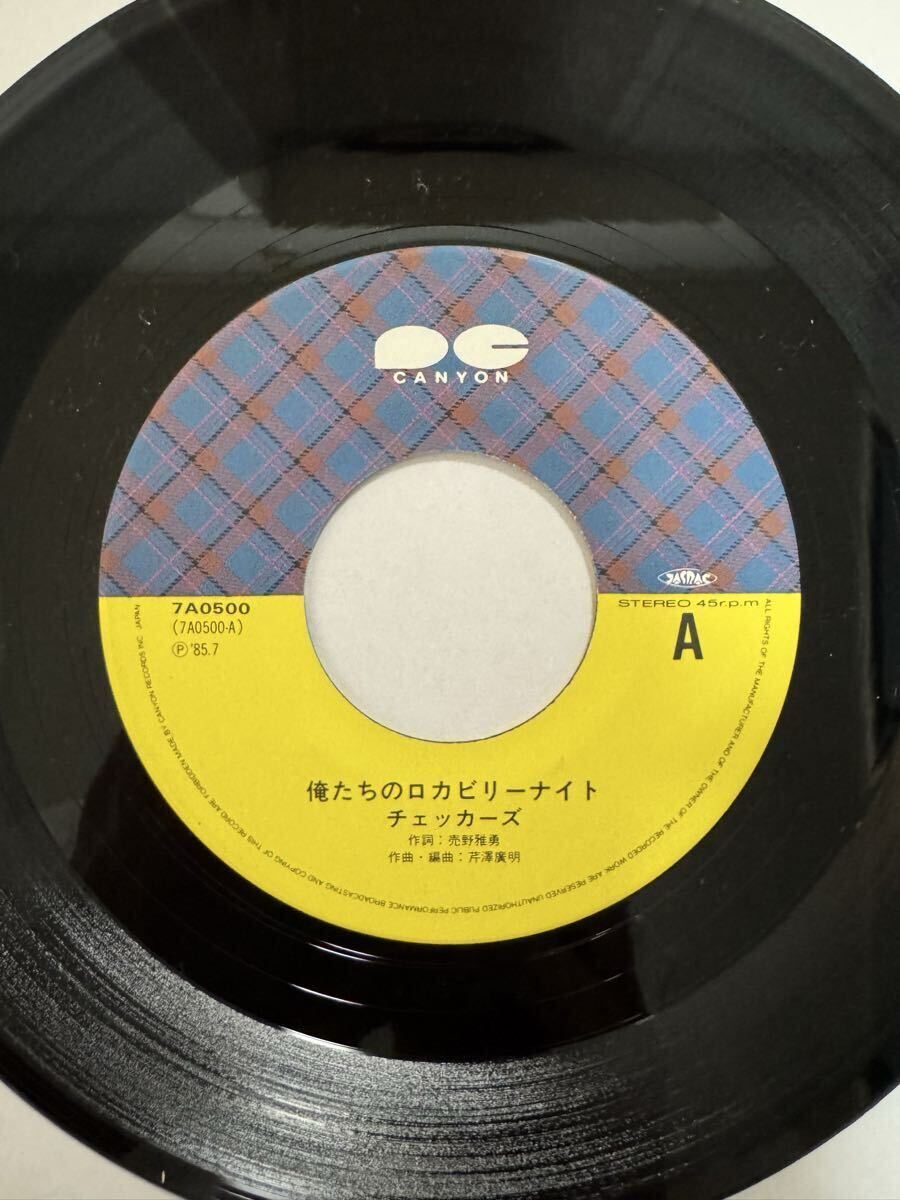 CANYON
JASRAC
7A0500
(7A0500-A)
Ⓟ '85.7
STEREO 45r.p.m
A
俺たちのロカビリーナイト
チェッカーズ
作詞:売野雅勇
作曲・編曲:芹澤廣明
ALL RIGHTS OF THE MANUFACTURER AND OF THE OWNER OF THE RECORDED WORK ARE RESERVED UNAUTHORIZED PUBLIC PERFORMANCE BROADCASTING AND COPYING OF THIS RECORD ARE FORBIDDEN MADE BY CANYON RECORDS INC. JAPAN